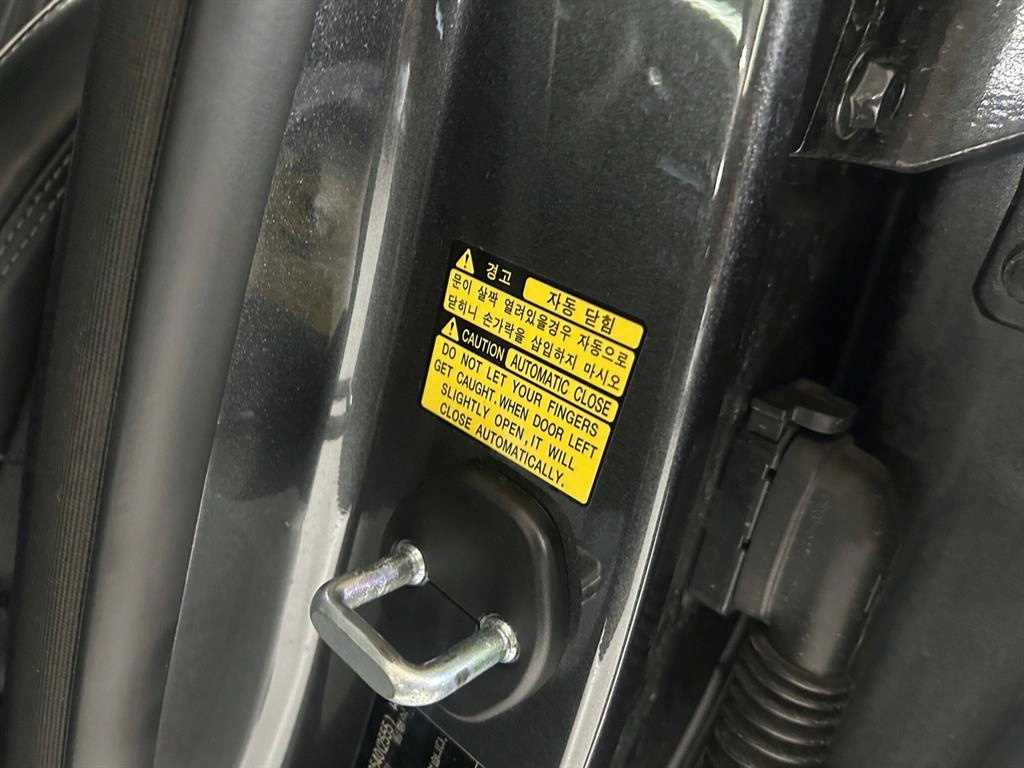 경고 자동 닫힘
문이 살짝 열려있을경우 자동으로
닫히니 손가락을 삽입하지 마시오
CAUTION AUTOMATIC CLOSE
DO NOT LET YOUR FINGERS
GET CAUGHT. WHEN DOOR LEFT
SLIGHTLY OPEN, IT WILL
CLOSE AUTOMATICALLY.